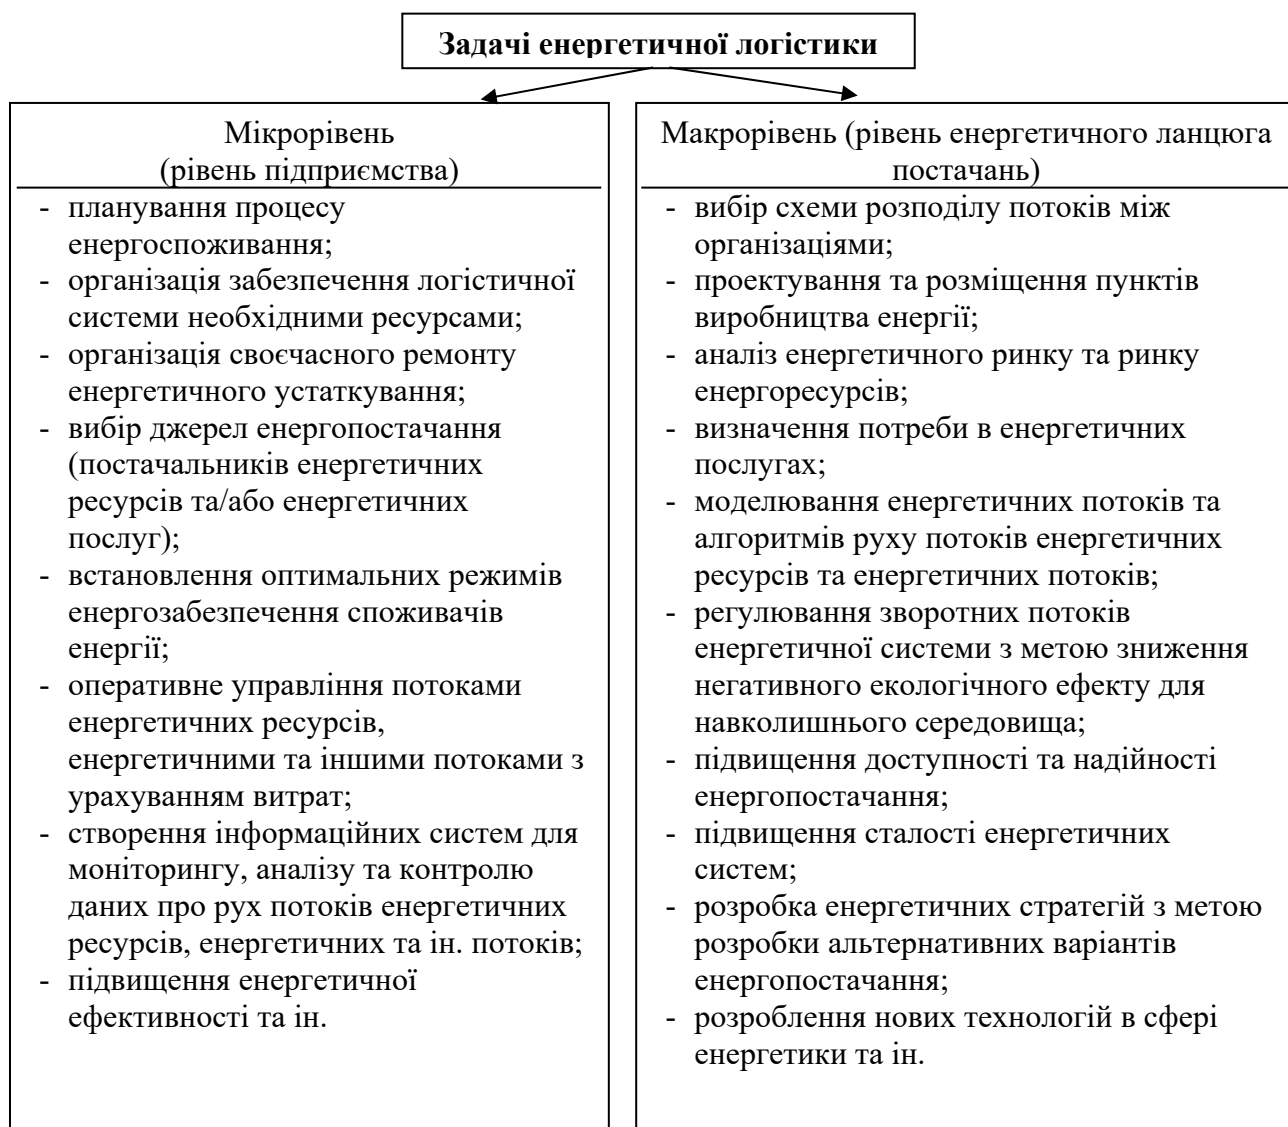 Задачі енергетичної логістики
Мікрорівень
(рівень підприємства)
- планування процесу
енергоспоживання;
- організація забезпечення логістичної
системи необхідними ресурсами;
- організація своєчасного ремонту
енергетичного устаткування;
- вибір джерел енергопостачання
(постачальників енергетичних
ресурсів та/або енергетичних
послуг);
- встановлення оптимальних режимів
енергозабезпечення споживачів
енергії;
- оперативне управління потоками
енергетичних ресурсів,
енергетичними та іншими потоками з
урахуванням витрат;
- створення інформаційних систем для
моніторингу, аналізу та контролю
даних про рух потоків енергетичних
ресурсів, енергетичних та ін. потоків;
- підвищення енергетичної
ефективності та ін.
Макрорівень (рівень енергетичного ланцюга
постачань)
- вибір схеми розподілу потоків між
організаціями;
- проектування та розміщення пунктів
виробництва енергії;
- аналіз енергетичного ринку та ринку
енергоресурсів;
- визначення потреби в енергетичних
послугах;
- моделювання енергетичних потоків та
алгоритмів руху потоків енергетичних
ресурсів та енергетичних потоків;
- регулювання зворотних потоків
енергетичної системи з метою зниження
негативного екологічного ефекту для
навколишнього середовища;
- підвищення доступності та надійності
енергопостачання;
- підвищення сталості енергетичних
систем;
- розробка енергетичних стратегій з метою
розробки альтернативних варіантів
енергопостачання;
- розроблення нових технологій в сфері
енергетики та ін.